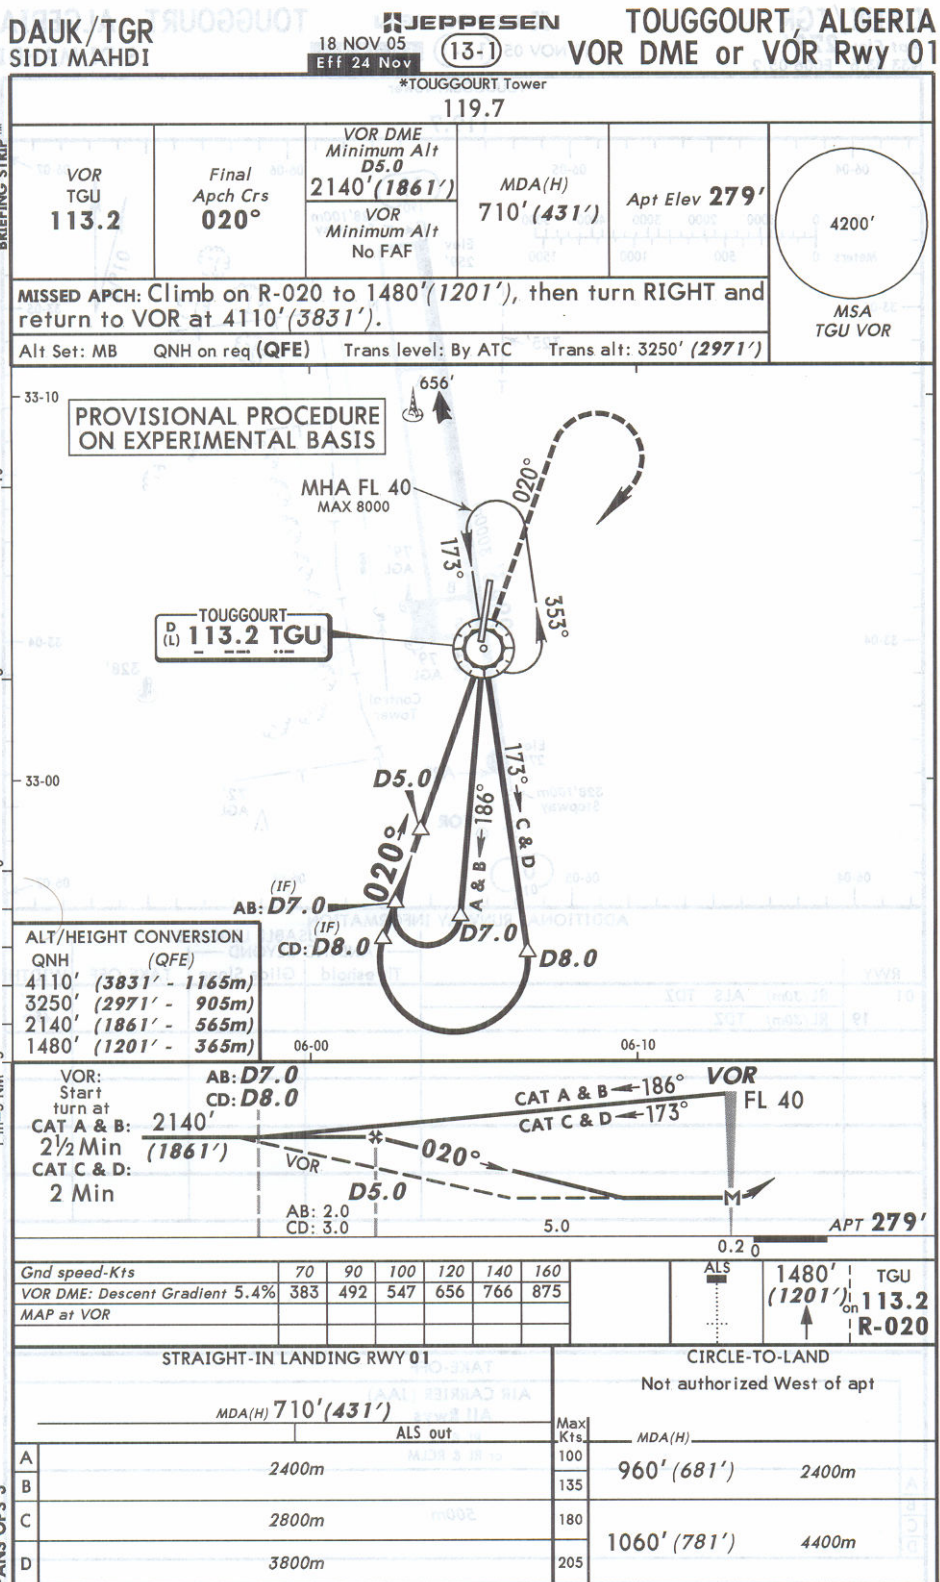 DAUK/TGR
SIDI MAHDI
JEPPESEN
18 NOV 05
Eff 24 Nov
13-1
TOUGGOURT, ALGERIA
VOR DME or VOR Rwy 01
*TOUGGOURT Tower
119.7
BRIEFING STRIP
VOR
TGU
113.2
Final
Apch Crs
020°
VOR DME
Minimum Alt
D5.0
2140' (1861')
VOR
Minimum Alt
No FAF
MDA(H)
710' (431')
Apt Elev 279'
4200'
MSA
TGU VOR
MISSED APCH: Climb on R-020 to 1480' (1201'), then turn RIGHT and
return to VOR at 4110' (3831').
Alt Set: MB QNH on req (QFE) Trans level: By ATC Trans alt: 3250' (2971')
33-10
PROVISIONAL PROCEDURE
ON EXPERIMENTAL BASIS
656'
MHA FL 40
MAX 8000
020°
173°
353°
TOUGGOURT
D
(L) 113.2 TGU
33-00
D5.0
020°
A & B 186°
173° C & D
(IF)
AB: D7.0
(IF)
CD: D8.0
D7.0
D8.0
ALT/HEIGHT CONVERSION
QNH (QFE)
4110' (3831' - 1165m)
3250' (2971' - 905m)
2140' (1861' - 565m)
1480' (1201' - 365m)
06-00
06-10
VOR:
Start
turn at
CAT A & B:
2½ Min
CAT C & D:
2 Min
AB: D7.0
CD: D8.0
2140'
(1861')
CAT A & B 186°
CAT C & D 173°
VOR
FL 40
020°
VOR
D5.0
M
AB: 2.0
CD: 3.0
5.0
0.2
0
APT 279'
Gnd speed-Kts 70 90 100 120 140 160
VOR DME: Descent Gradient 5.4% 383 492 547 656 766 875
MAP at VOR
ALS
1480'
(1201')
on
TGU
113.2
R-020
STRAIGHT-IN LANDING RWY 01
CIRCLE-TO-LAND
Not authorized West of apt
MDA(H) 710' (431')
ALS out
Max
Kts
MDA(H)
A
B
2400m
100
135
960' (681') 2400m
C
2800m
180
D
3800m
205
1060' (781') 4400m